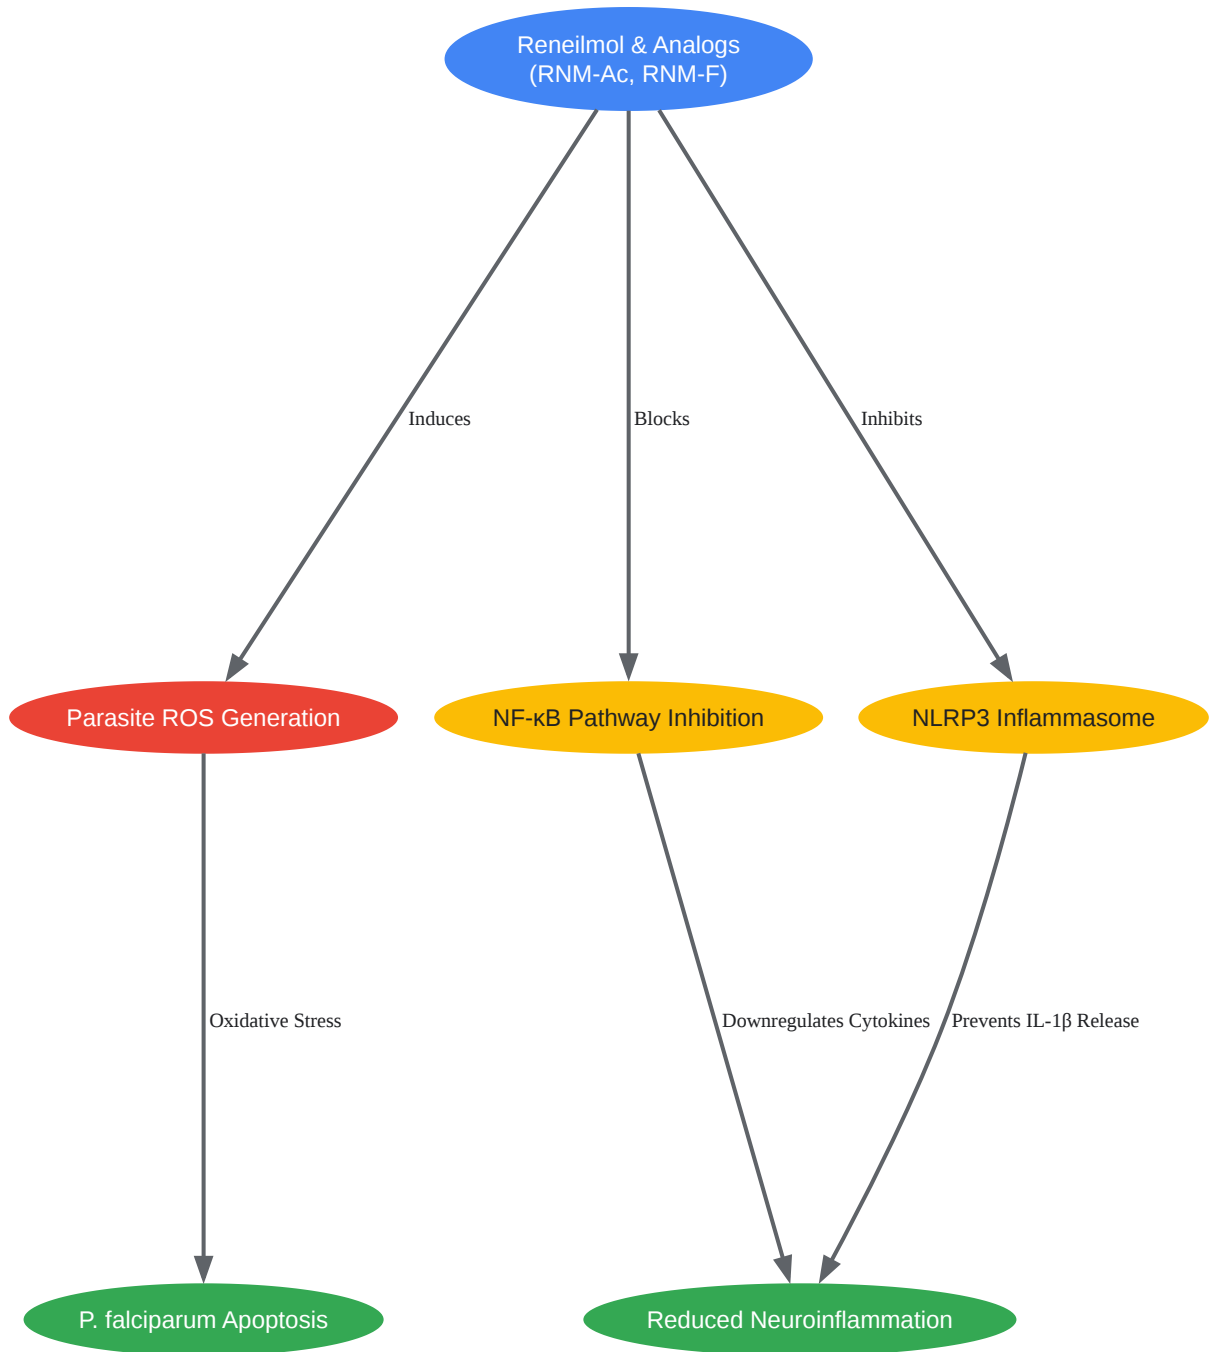 Reneilmol & Analogs
(RNM-Ac, RNM-F)
Induces
Blocks
Inhibits
Parasite ROS Generation
NF-κB Pathway Inhibition
NLRP3 Inflammasome
Oxidative Stress
Downregulates Cytokines
Prevents IL-1β Release
P. falciparum Apoptosis
Reduced Neuroinflammation